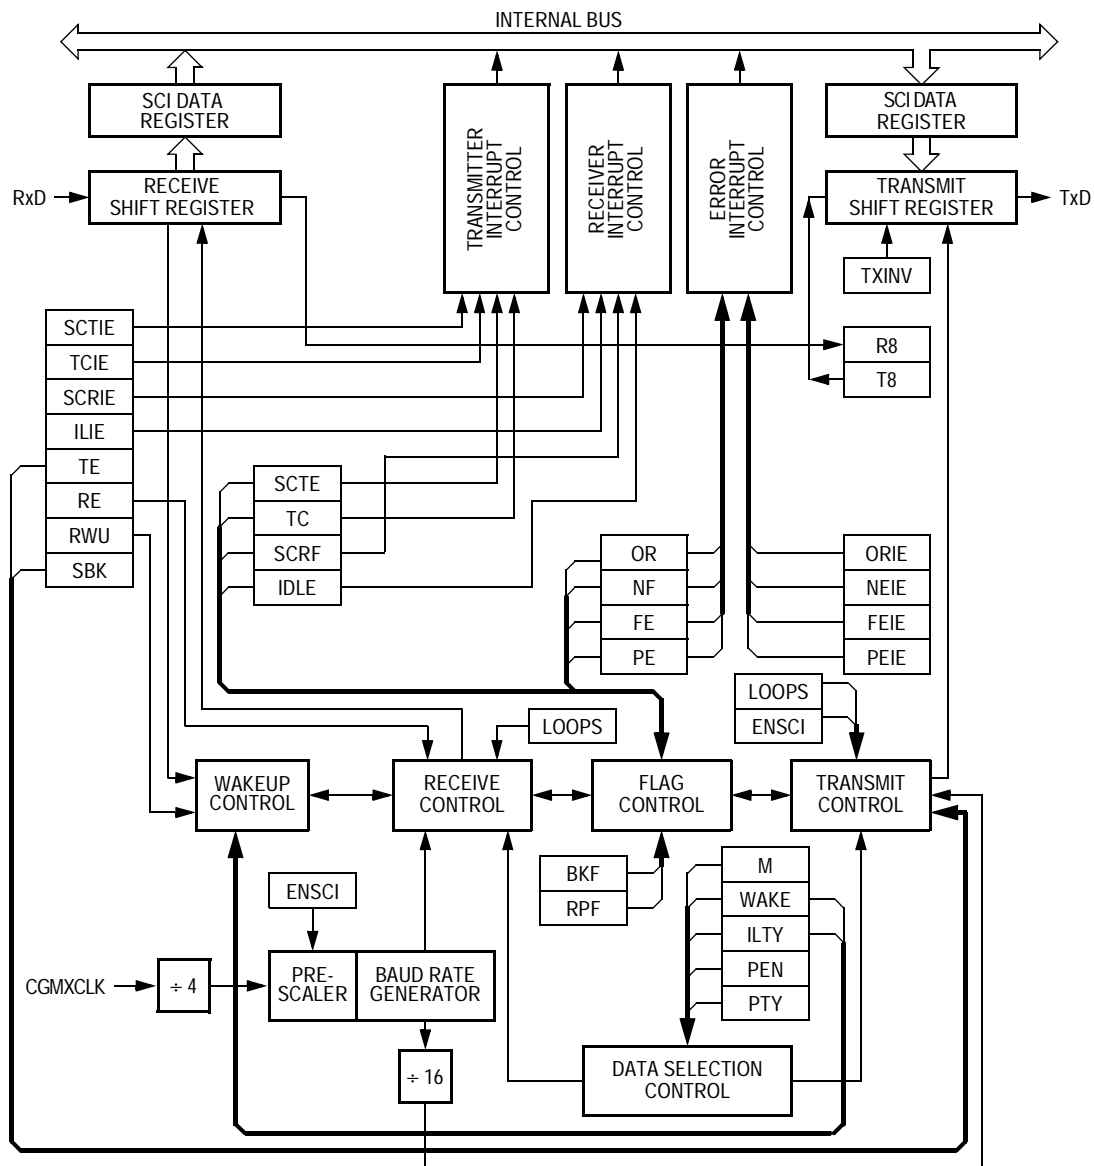 INTERNAL BUS
SCI DATA
REGISTER
SCI DATA
REGISTER
TRANSMITTER
INTERRUPT
CONTROL
RECEIVER
INTERRUPT
CONTROL
ERROR
INTERRUPT
CONTROL
RxD
RECEIVE
SHIFT REGISTER
TRANSMIT
SHIFT REGISTER
TxD
TXINV
SCTIE
TCIE
SCRIE
ILIE
TE
RE
RWU
SBK
R8
T8
SCTE
TC
SCRF
IDLE
OR
NF
FE
PE
ORIE
NEIE
FEIE
PEIE
LOOPS
LOOPS
ENSCI
WAKEUP
CONTROL
RECEIVE
CONTROL
FLAG
CONTROL
TRANSMIT
CONTROL
BKF
RPF
M
WAKE
ILTY
PEN
PTY
ENSCI
CGMXCLK
÷ 4
PRE-
SCALER
BAUD RATE
GENERATOR
÷ 16
DATA SELECTION
CONTROL